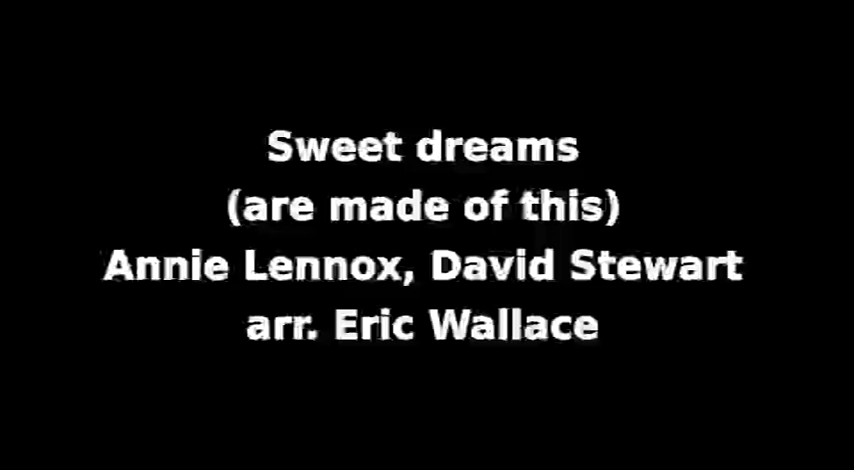 Sweet dreams
(are made of this)
Annie Lennox, David Stewart
arr. Eric Wallace